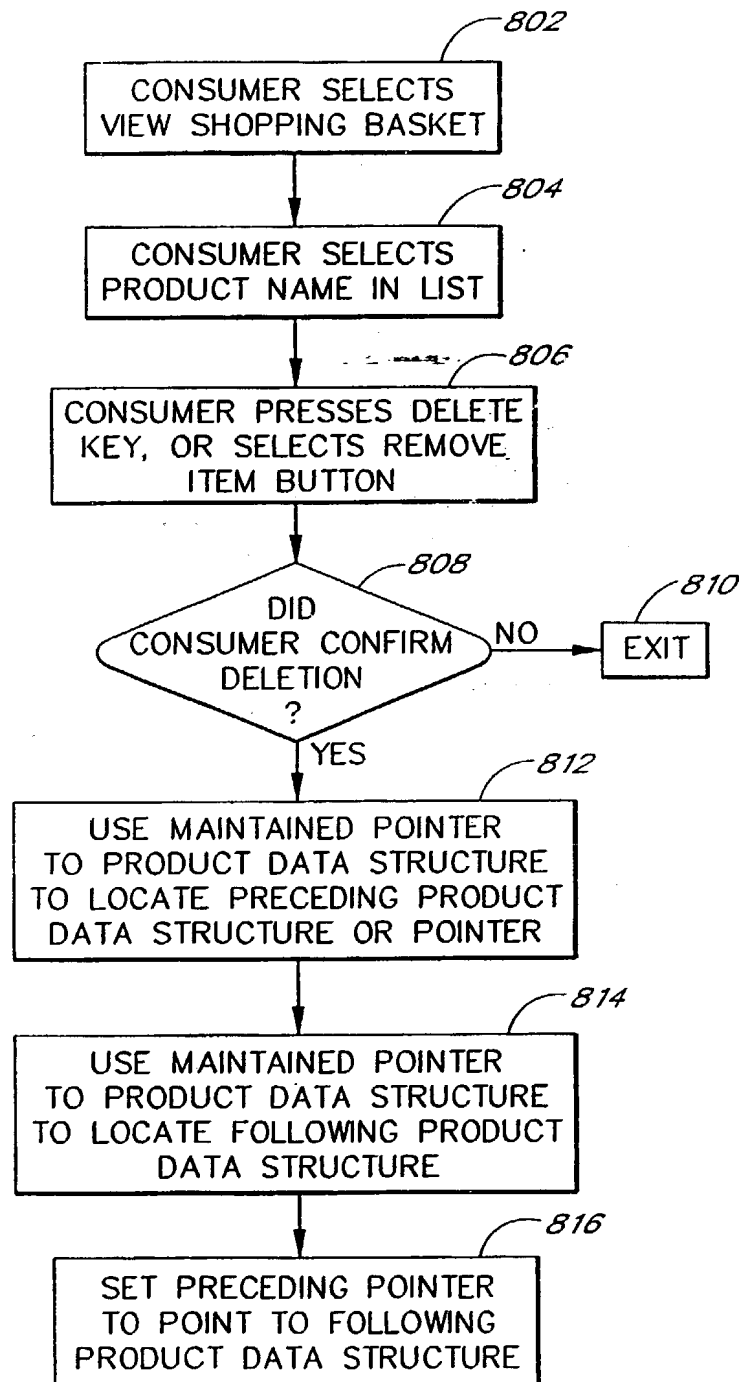 802
CONSUMER SELECTS
VIEW SHOPPING BASKET
804
CONSUMER SELECTS
PRODUCT NAME IN LIST
806
CONSUMER PRESSES DELETE
KEY, OR SELECTS REMOVE
ITEM BUTTON
808
DID
CONSUMER CONFIRM
DELETION
?
NO
810
EXIT
YES
812
USE MAINTAINED POINTER
TO PRODUCT DATA STRUCTURE
TO LOCATE PRECEDING PRODUCT
DATA STRUCTURE OR POINTER
814
USE MAINTAINED POINTER
TO PRODUCT DATA STRUCTURE
TO LOCATE FOLLOWING PRODUCT
DATA STRUCTURE
816
SET PRECEDING POINTER
TO POINT TO FOLLOWING
PRODUCT DATA STRUCTURE